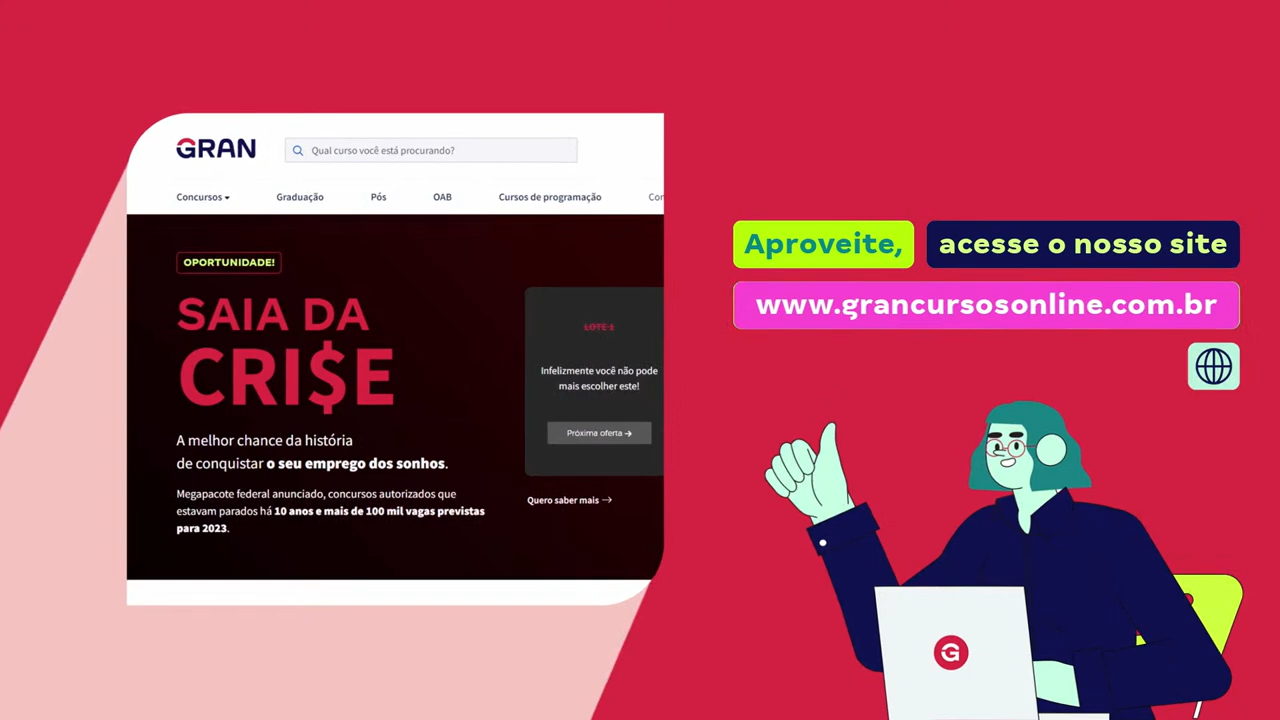 GRAN
Qual curso você está procurando?
Concursos Graduação Pós OAB Cursos de programação Con
OPORTUNIDADE!
SAIA DA
CRI$E
A melhor chance da história
de conquistar o seu emprego dos sonhos.
Megapacote federal anunciado, concursos autorizados que
estavam parados há 10 anos e mais de 100 mil vagas previstas
para 2023.
LOTE 1
Infelizmente você não pode
mais escolher este!
Próxima oferta →
Quero saber mais →
Aproveite, acesse o nosso site
www.grancursosonline.com.br
G